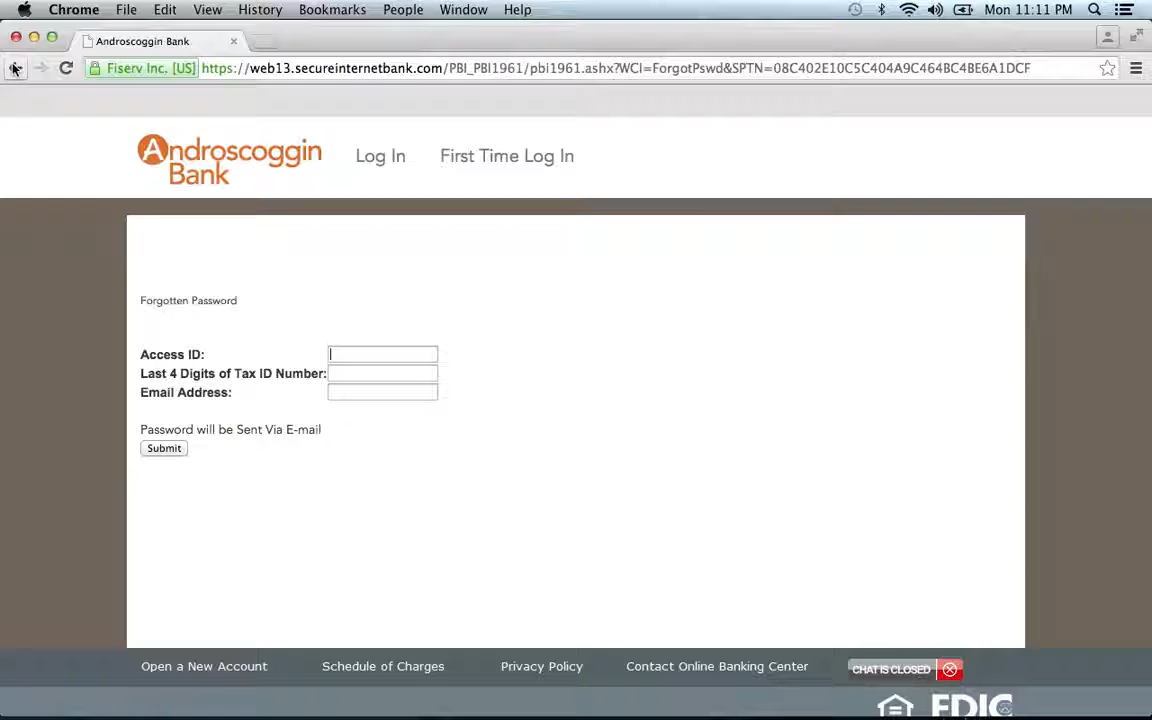 Chrome File Edit View History Bookmarks People Window Help Mon 11:11 PM
Androscoggin Bank
Fiserv Inc. [US] https://web13.secureinternetbank.com/PBI_PBI1961/pbi1961.ashx?WCI=ForgotPswd&SPTN=08C402E10C5C404A9C464BC4BE6A1DCF
Androscoggin
Bank
Log In First Time Log In
Forgotten Password
Access ID:
Last 4 Digits of Tax ID Number:
Email Address:
Password will be Sent Via E-mail
Submit
Open a New Account Schedule of Charges Privacy Policy Contact Online Banking Center CHAT IS CLOSED
FDIC